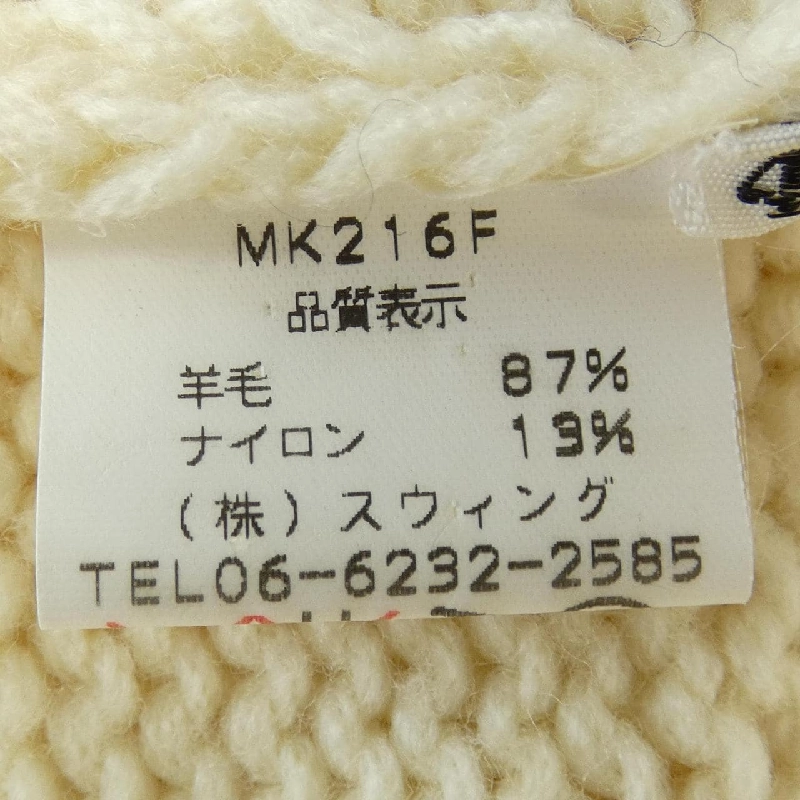 MK216F
品質表示
羊毛 87%
ナイロン 13%
(株)スウィング
TEL06-6232-2585